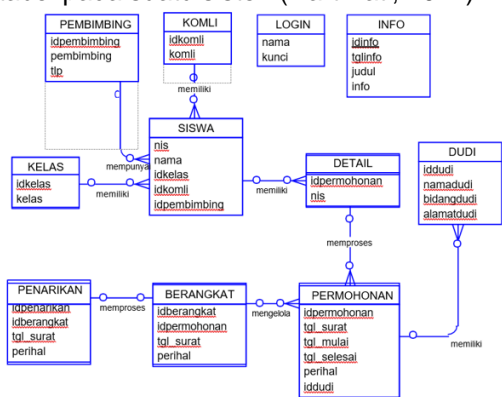 PEMBIMBING
idpembimbing
pembimbing
tlp
KOMLI
idkomli
komli
LOGIN
nama
kunci
INFO
idinfo
tglinfo
judul
info
memiliki
SISWA
nis
nama
idkelas
idkomli
idpembimbing
mempunya
KELAS
idkelas
kelas
memiliki
memiliki
DETAIL
idpermohonan
nis
DUDI
iddudi
namadudi
bidangdudi
alamatdudi
memproses
PENARIKAN
idpenarikan
idberangkat
tgl_surat
perihal
memproses
BERANGKAT
idberangkat
idpermohonan
tgl_surat
perihal
mengelola
PERMOHONAN
idpermohonan
tgl_surat
tgl_mulai
tgl_selesai
perihal
iddudi
memiliki